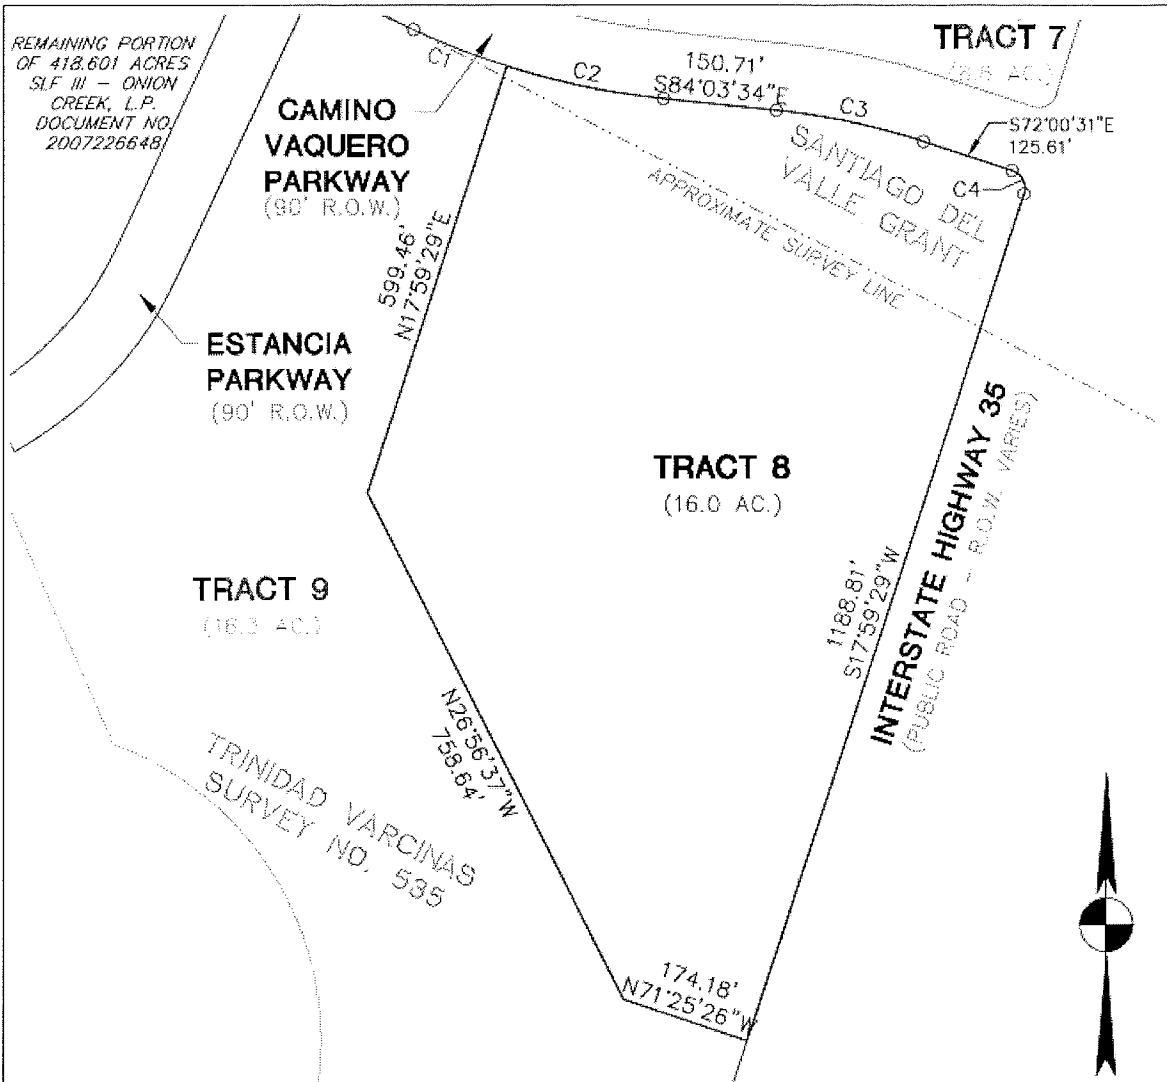 REMAINING PORTION
OF 418.601 ACRES
SLF III - ONION
CREEK, L.P.
DOCUMENT NO.
2007226648
C1
CAMINO
VAQUERO
PARKWAY
(90' R.O.W.)
C2
150.71'
S84°03'34"E
C3
TRACT 7
S72°00'31"E
125.61'
C4
SANTIAGO DEL
VALLE GRANT
APPROXIMATE SURVEY LINE
599.46'
N17°59'29"E
ESTANCIA
PARKWAY
(90' R.O.W.)
TRACT 8
(16.0 AC.)
INTERSTATE HIGHWAY 35
(PUBLIC ROAD - R.O.W. VARIES)
1188.81'
S17°59'29"W
TRACT 9
(16.3 AC.)
N26°56'37"W
758.64'
TRINIDAD VARCINAS
SURVEY NO. 535
174.18'
N71°25'26"W